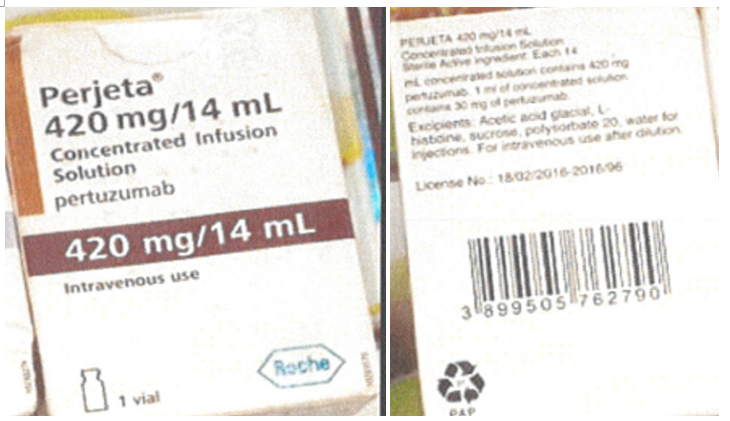 Perjeta®
420 mg/14 mL
Concentrated Infusion
Solution
pertuzumab
420 mg/14 mL
Intravenous use
1 vial
Roche
PERJETA 420 mg/14 mL
Concentrated Infusion Solution
Sterile Active ingredient: Each 14
mL concentrated solution contains 420 mg
pertuzumab. 1 ml of concentrated solution
contains 30 mg of pertuzumab.
Excipients: Acetic acid glacial, L-
histidine, sucrose, polysorbate 20, water for
injections. For intravenous use after dilution.
License No.: 18/02/2016-2016/96
3 899505 762790
PAP